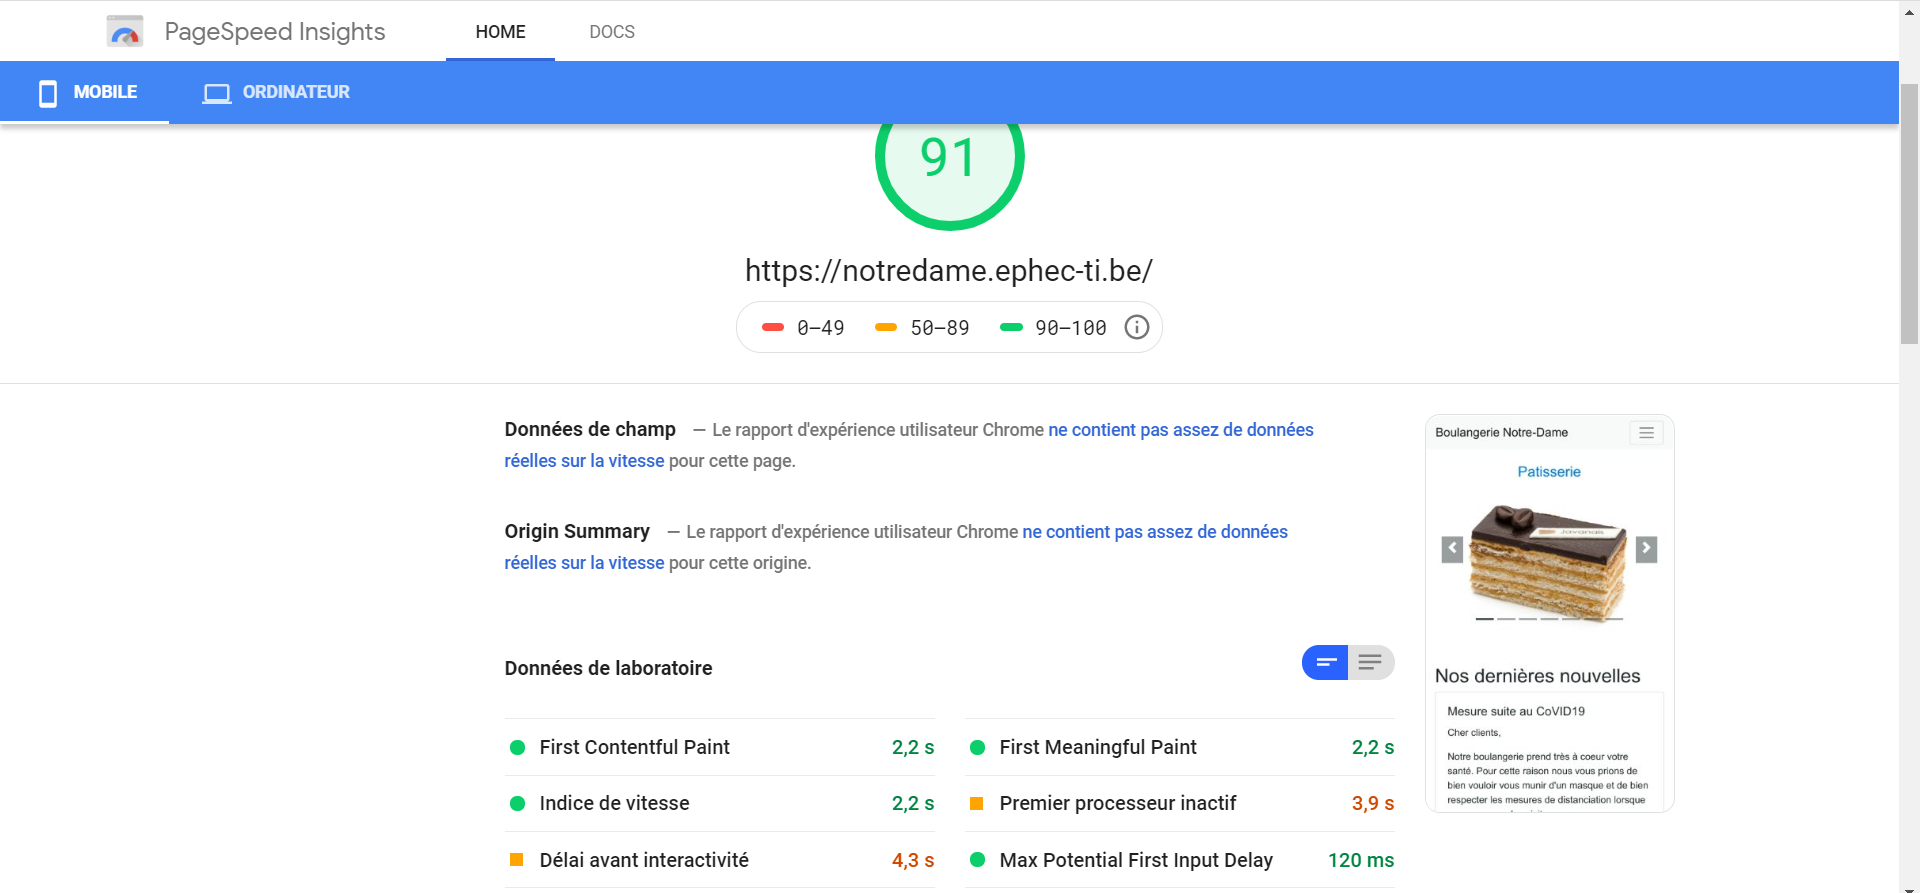 PageSpeed Insights
HOME
DOCS
MOBILE
ORDINATEUR
91
https://notredame.ephec-ti.be/
0–49
50–89
90–100
Données de champ — Le rapport d'expérience utilisateur Chrome ne contient pas assez de données
réelles sur la vitesse pour cette page.
Origin Summary — Le rapport d'expérience utilisateur Chrome ne contient pas assez de données
réelles sur la vitesse pour cette origine.
Données de laboratoire
First Contentful Paint 2,2 s
First Meaningful Paint 2,2 s
Indice de vitesse 2,2 s
Premier processeur inactif 3,9 s
Délai avant interactivité 4,3 s
Max Potential First Input Delay 120 ms
Boulangerie Notre-Dame
Patisserie
Javanais
Nos dernières nouvelles
Mesure suite au CoVID19
Cher clients,
Notre boulangerie prend très à coeur votre
santé. Pour cette raison nous vous prions de
bien vouloir vous munir d'un masque et de bien
respecter les mesures de distanciation lorsque